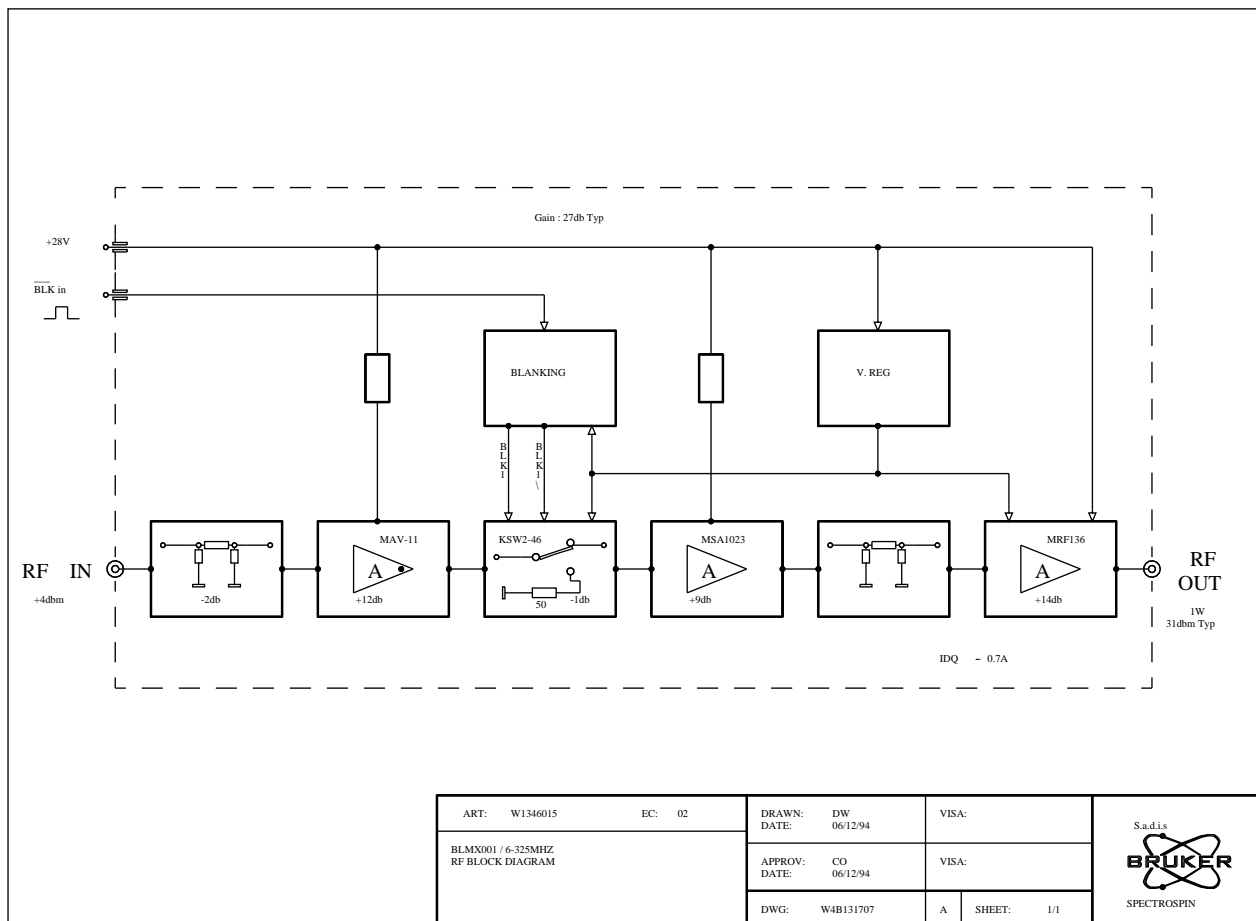 Gain : 27db Typ
+28V
BLK in
BLANKING
V. REG
BLK1
BLK1\
MAV-11
KSW2-46
MSA1023
MRF136
RF IN
+4dbm
A
A
A
-2db
+12db
50
-1db
+9db
+14db
RF
OUT
1W
31dbm Typ
IDQ ~ 0.7A
ART: W1346015 EC: 02
BLMX001 / 6-325MHZ
RF BLOCK DIAGRAM
DRAWN: DW
DATE: 06/12/94
VISA:
APPROV: CO
DATE: 06/12/94
VISA:
DWG: W4B131707
A
SHEET: 1/1
S.a.d.i.s
BRUKER
SPECTROSPIN